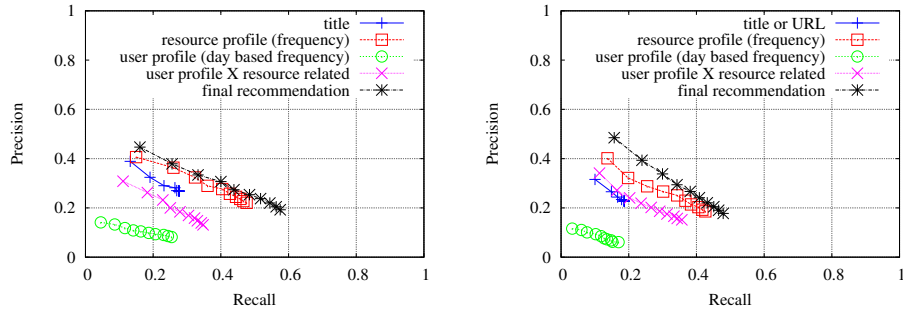 1
0.8
0.6
0.4
0.2
0
0 0.2 0.4 0.6 0.8 1
Precision
Recall
title
resource profile (frequency)
user profile (day based frequency)
user profile X resource related
final recommendation
1
0.8
0.6
0.4
0.2
0
0 0.2 0.4 0.6 0.8 1
Precision
Recall
title or URL
resource profile (frequency)
user profile (day based frequency)
user profile X resource related
final recommendation